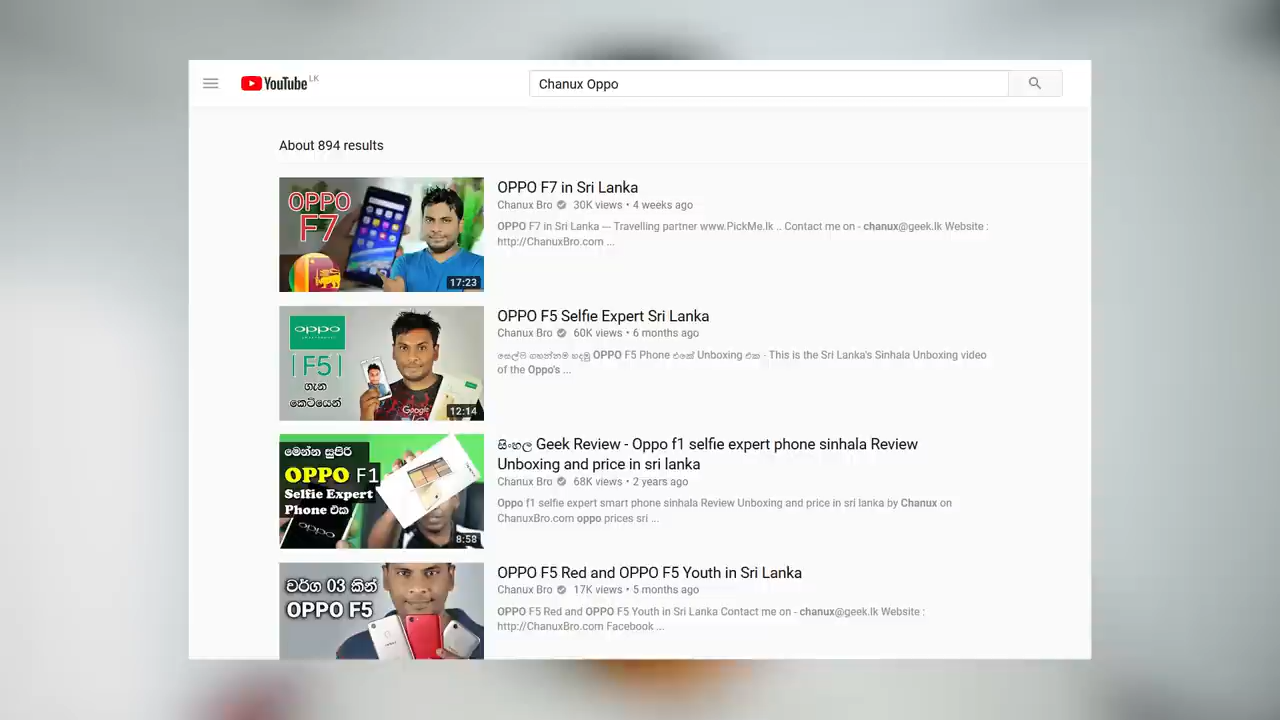 YouTube LK
Chanux Oppo
About 894 results
OPPO
F7
17:23
OPPO F7 in Sri Lanka
Chanux Bro 30K views • 4 weeks ago
OPPO F7 in Sri Lanka --- Travelling partner www.PickMe.lk .. Contact me on - chanux@geek.lk Website :
http://ChanuxBro.com ...
oppo
F5
ගැන
කෙටියෙන්
Google
12:14
OPPO F5 Selfie Expert Sri Lanka
Chanux Bro 60K views • 6 months ago
සෙල්ෆි ගහන්නම හදපු OPPO F5 Phone එකේ Unboxing එක - This is the Sri Lanka's Sinhala Unboxing video
of the Oppo's ...
මෙන්න සුපිරි
OPPO F1
Selfie Expert
Phone එක
oppo
8:58
සිංහල Geek Review - Oppo f1 selfie expert phone sinhala Review
Unboxing and price in sri lanka
Chanux Bro 68K views • 2 years ago
Oppo f1 selfie expert smart phone sinhala Review Unboxing and price in sri lanka by Chanux on
ChanuxBro.com oppo prices sri ...
වර්ග 03 කින්
OPPO F5
OPPO F5 Red and OPPO F5 Youth in Sri Lanka
Chanux Bro 17K views • 5 months ago
OPPO F5 Red and OPPO F5 Youth in Sri Lanka Contact me on - chanux@geek.lk Website :
http://ChanuxBro.com Facebook ...